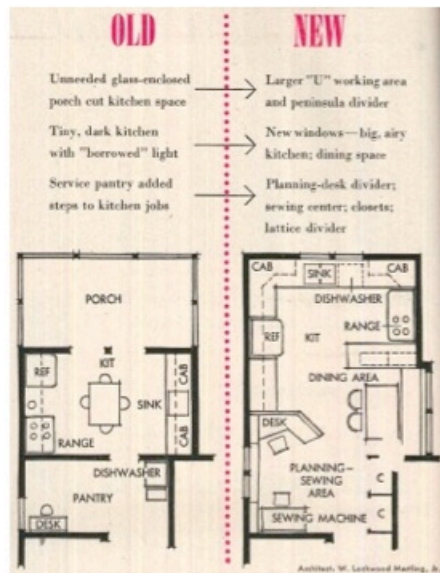 OLD
NEW
Unneeded glass-enclosed
porch cut kitchen space
Larger "U" working area
and peninsula divider
Tiny, dark kitchen
with "borrowed" light
New windows—big, airy
kitchen; dining space
Service pantry added
steps to kitchen jobs
Planning-desk divider;
sewing center; closets;
lattice divider
PORCH
KIT
REF
CAB
SINK
CAB
RANGE
DISHWASHER
PANTRY
DESK
CAB
SINK
CAB
DISHWASHER
RANGE
REF
KIT
DINING AREA
DESK
PLANNING–
SEWING
AREA
C
SEWING MACHINE
C
Architect: W. Lockwood